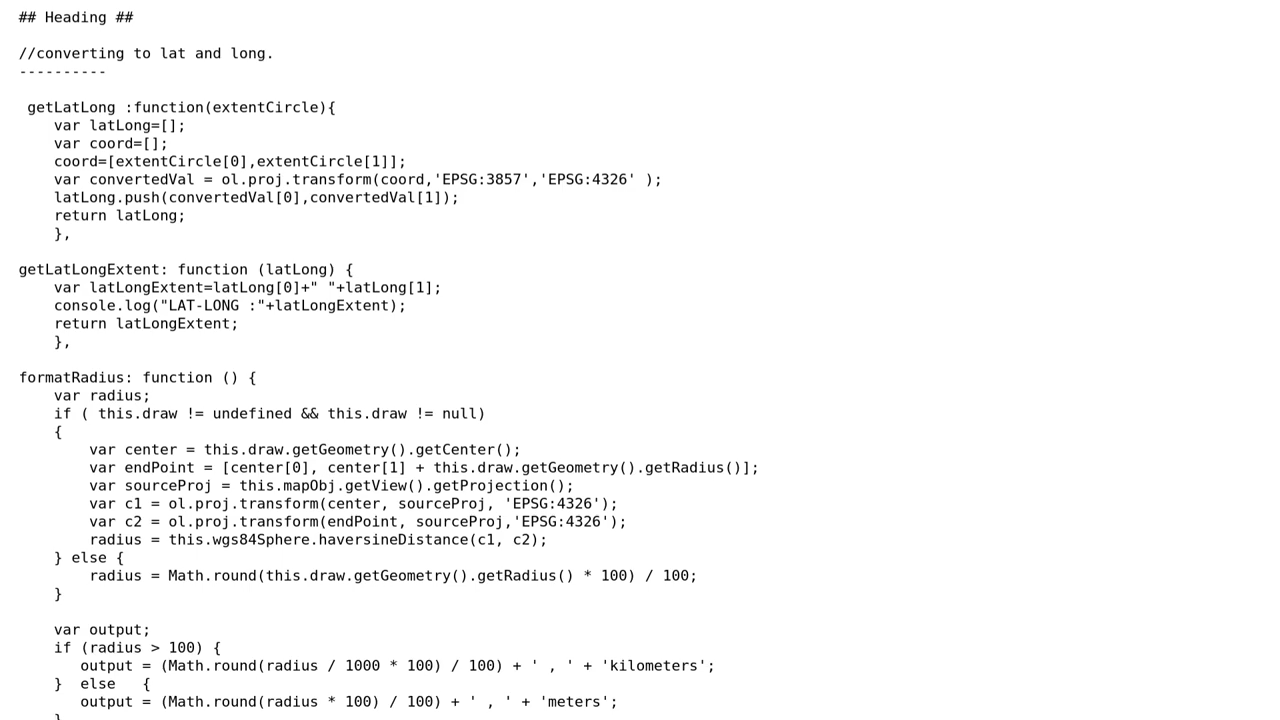 ## Heading ##
//converting to lat and long.
----------
getLatLong :function(extentCircle){
var latLong=[];
var coord=[];
coord=[extentCircle[0],extentCircle[1]];
var convertedVal = ol.proj.transform(coord,'EPSG:3857','EPSG:4326' );
latLong.push(convertedVal[0],convertedVal[1]);
return latLong;
},
getLatLongExtent: function (latLong) {
var latLongExtent=latLong[0]+" "+latLong[1];
console.log("LAT-LONG :"+latLongExtent);
return latLongExtent;
},
formatRadius: function () {
var radius;
if ( this.draw != undefined && this.draw != null)
{
var center = this.draw.getGeometry().getCenter();
var endPoint = [center[0], center[1] + this.draw.getGeometry().getRadius()];
var sourceProj = this.mapObj.getView().getProjection();
var c1 = ol.proj.transform(center, sourceProj, 'EPSG:4326');
var c2 = ol.proj.transform(endPoint, sourceProj,'EPSG:4326');
radius = this.wgs84Sphere.haversineDistance(c1, c2);
} else {
radius = Math.round(this.draw.getGeometry().getRadius() * 100) / 100;
}
var output;
if (radius > 100) {
output = (Math.round(radius / 1000 * 100) / 100) + ' , ' + 'kilometers';
}  else   {
output = (Math.round(radius * 100) / 100) + ' , ' + 'meters';
}